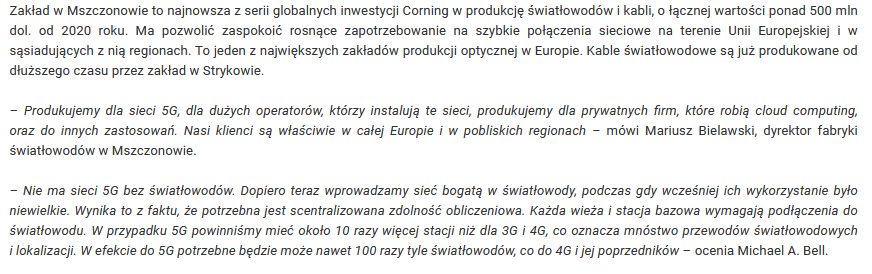 Zakład w Mszczonowie to najnowsza z serii globalnych inwestycji Corning w produkcję światłowodów i kabli, o łącznej wartości ponad 500 mln
dol. od 2020 roku. Ma pozwolić zaspokoić rosnące zapotrzebowanie na szybkie połączenia sieciowe na terenie Unii Europejskiej i w
sąsiadujących z nią regionach. To jeden z największych zakładów produkcji optycznej w Europie. Kable światłowodowe są już produkowane od
dłuższego czasu przez zakład w Strykowie.
– Produkujemy dla sieci 5G, dla dużych operatorów, którzy instalują te sieci, produkujemy dla prywatnych firm, które robią cloud computing,
oraz do innych zastosowań. Nasi klienci są właściwie w całej Europie i w pobliskich regionach – mówi Mariusz Bielawski, dyrektor fabryki
światłowodów w Mszczonowie.
– Nie ma sieci 5G bez światłowodów. Dopiero teraz wprowadzamy sieć bogatą w światłowody, podczas gdy wcześniej ich wykorzystanie było
niewielkie. Wynika to z faktu, że potrzebna jest scentralizowana zdolność obliczeniowa. Każda wieża i stacja bazowa wymagają podłączenia do
światłowodu. W przypadku 5G powinniśmy mieć około 10 razy więcej stacji niż dla 3G i 4G, co oznacza mnóstwo przewodów światłowodowych
i lokalizacji. W efekcie do 5G potrzebne będzie może nawet 100 razy tyle światłowodów, co do 4G i jej poprzedników – ocenia Michael A. Bell.